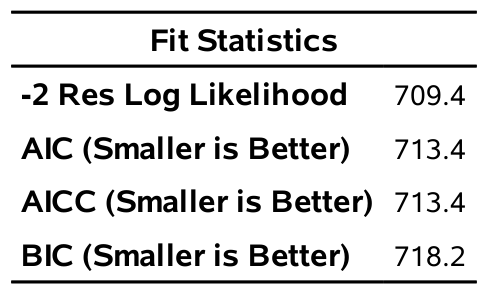 Fit Statistics
-2 Res Log Likelihood 709.4
AIC (Smaller is Better) 713.4
AICC (Smaller is Better) 713.4
BIC (Smaller is Better) 718.2